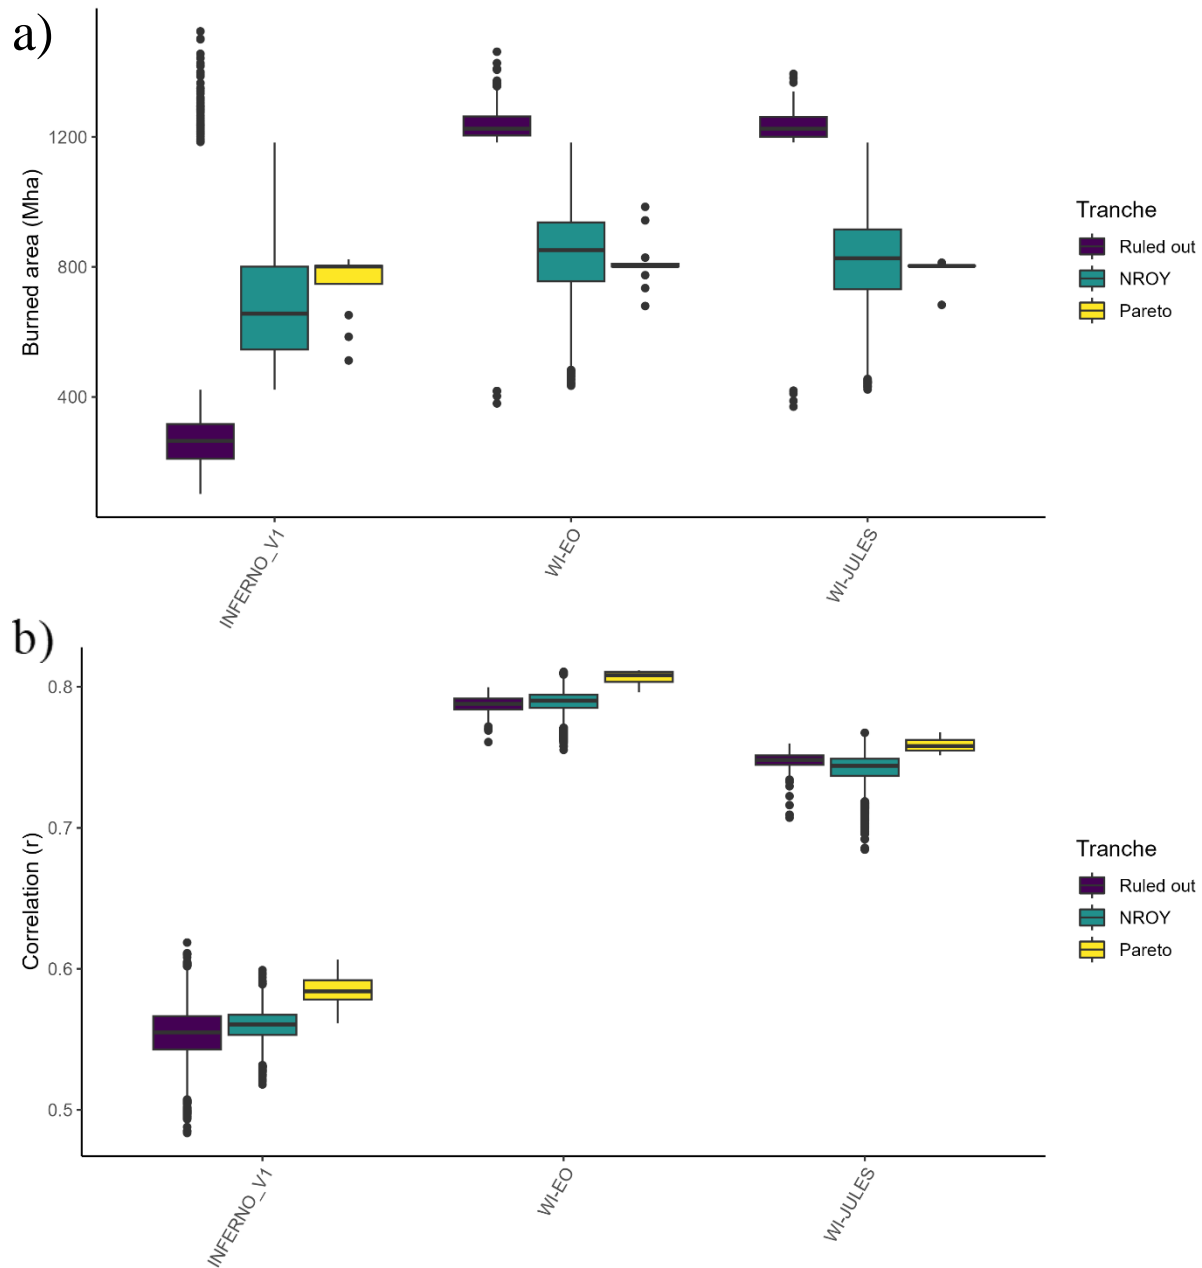 a)
Burned area (Mha)
1200
800
400
INFERNO_V1
WI-EO
WI-JULES
Tranche
Ruled out
NROY
Pareto
b)
Correlation (r)
0.8
0.7
0.6
0.5
INFERNO_V1
WI-EO
WI-JULES
Tranche
Ruled out
NROY
Pareto